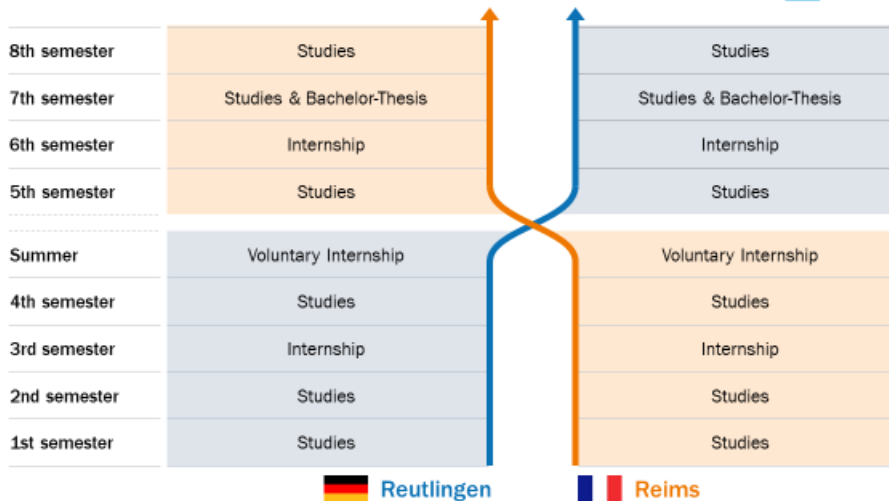 8th semester Studies Studies
7th semester Studies & Bachelor-Thesis Studies & Bachelor-Thesis
6th semester Internship Internship
5th semester Studies Studies
Summer Voluntary Internship Voluntary Internship
4th semester Studies Studies
3rd semester Internship Internship
2nd semester Studies Studies
1st semester Studies Studies
Reutlingen Reims